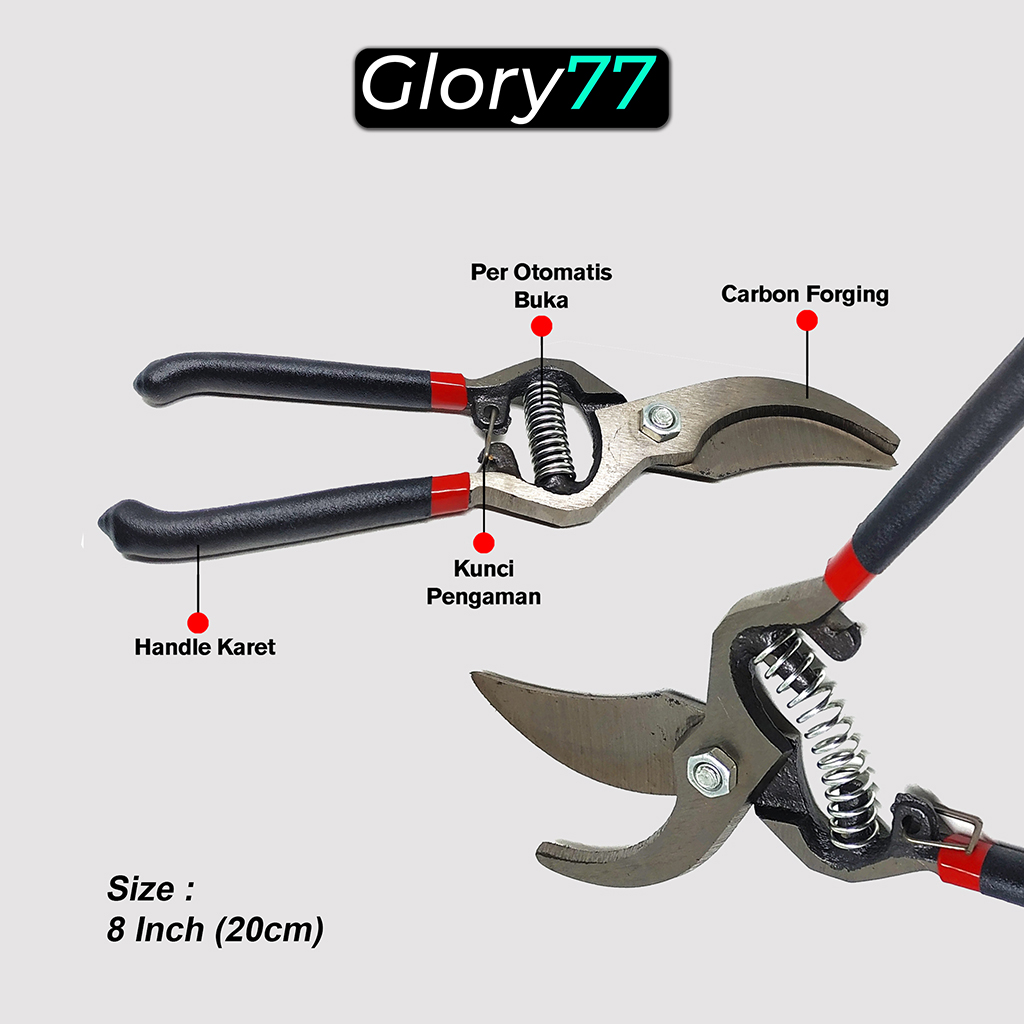 Glory77
Per Otomatis
Buka
Carbon Forging
Kunci
Pengaman
Handle Karet
Size :
8 Inch (20cm)